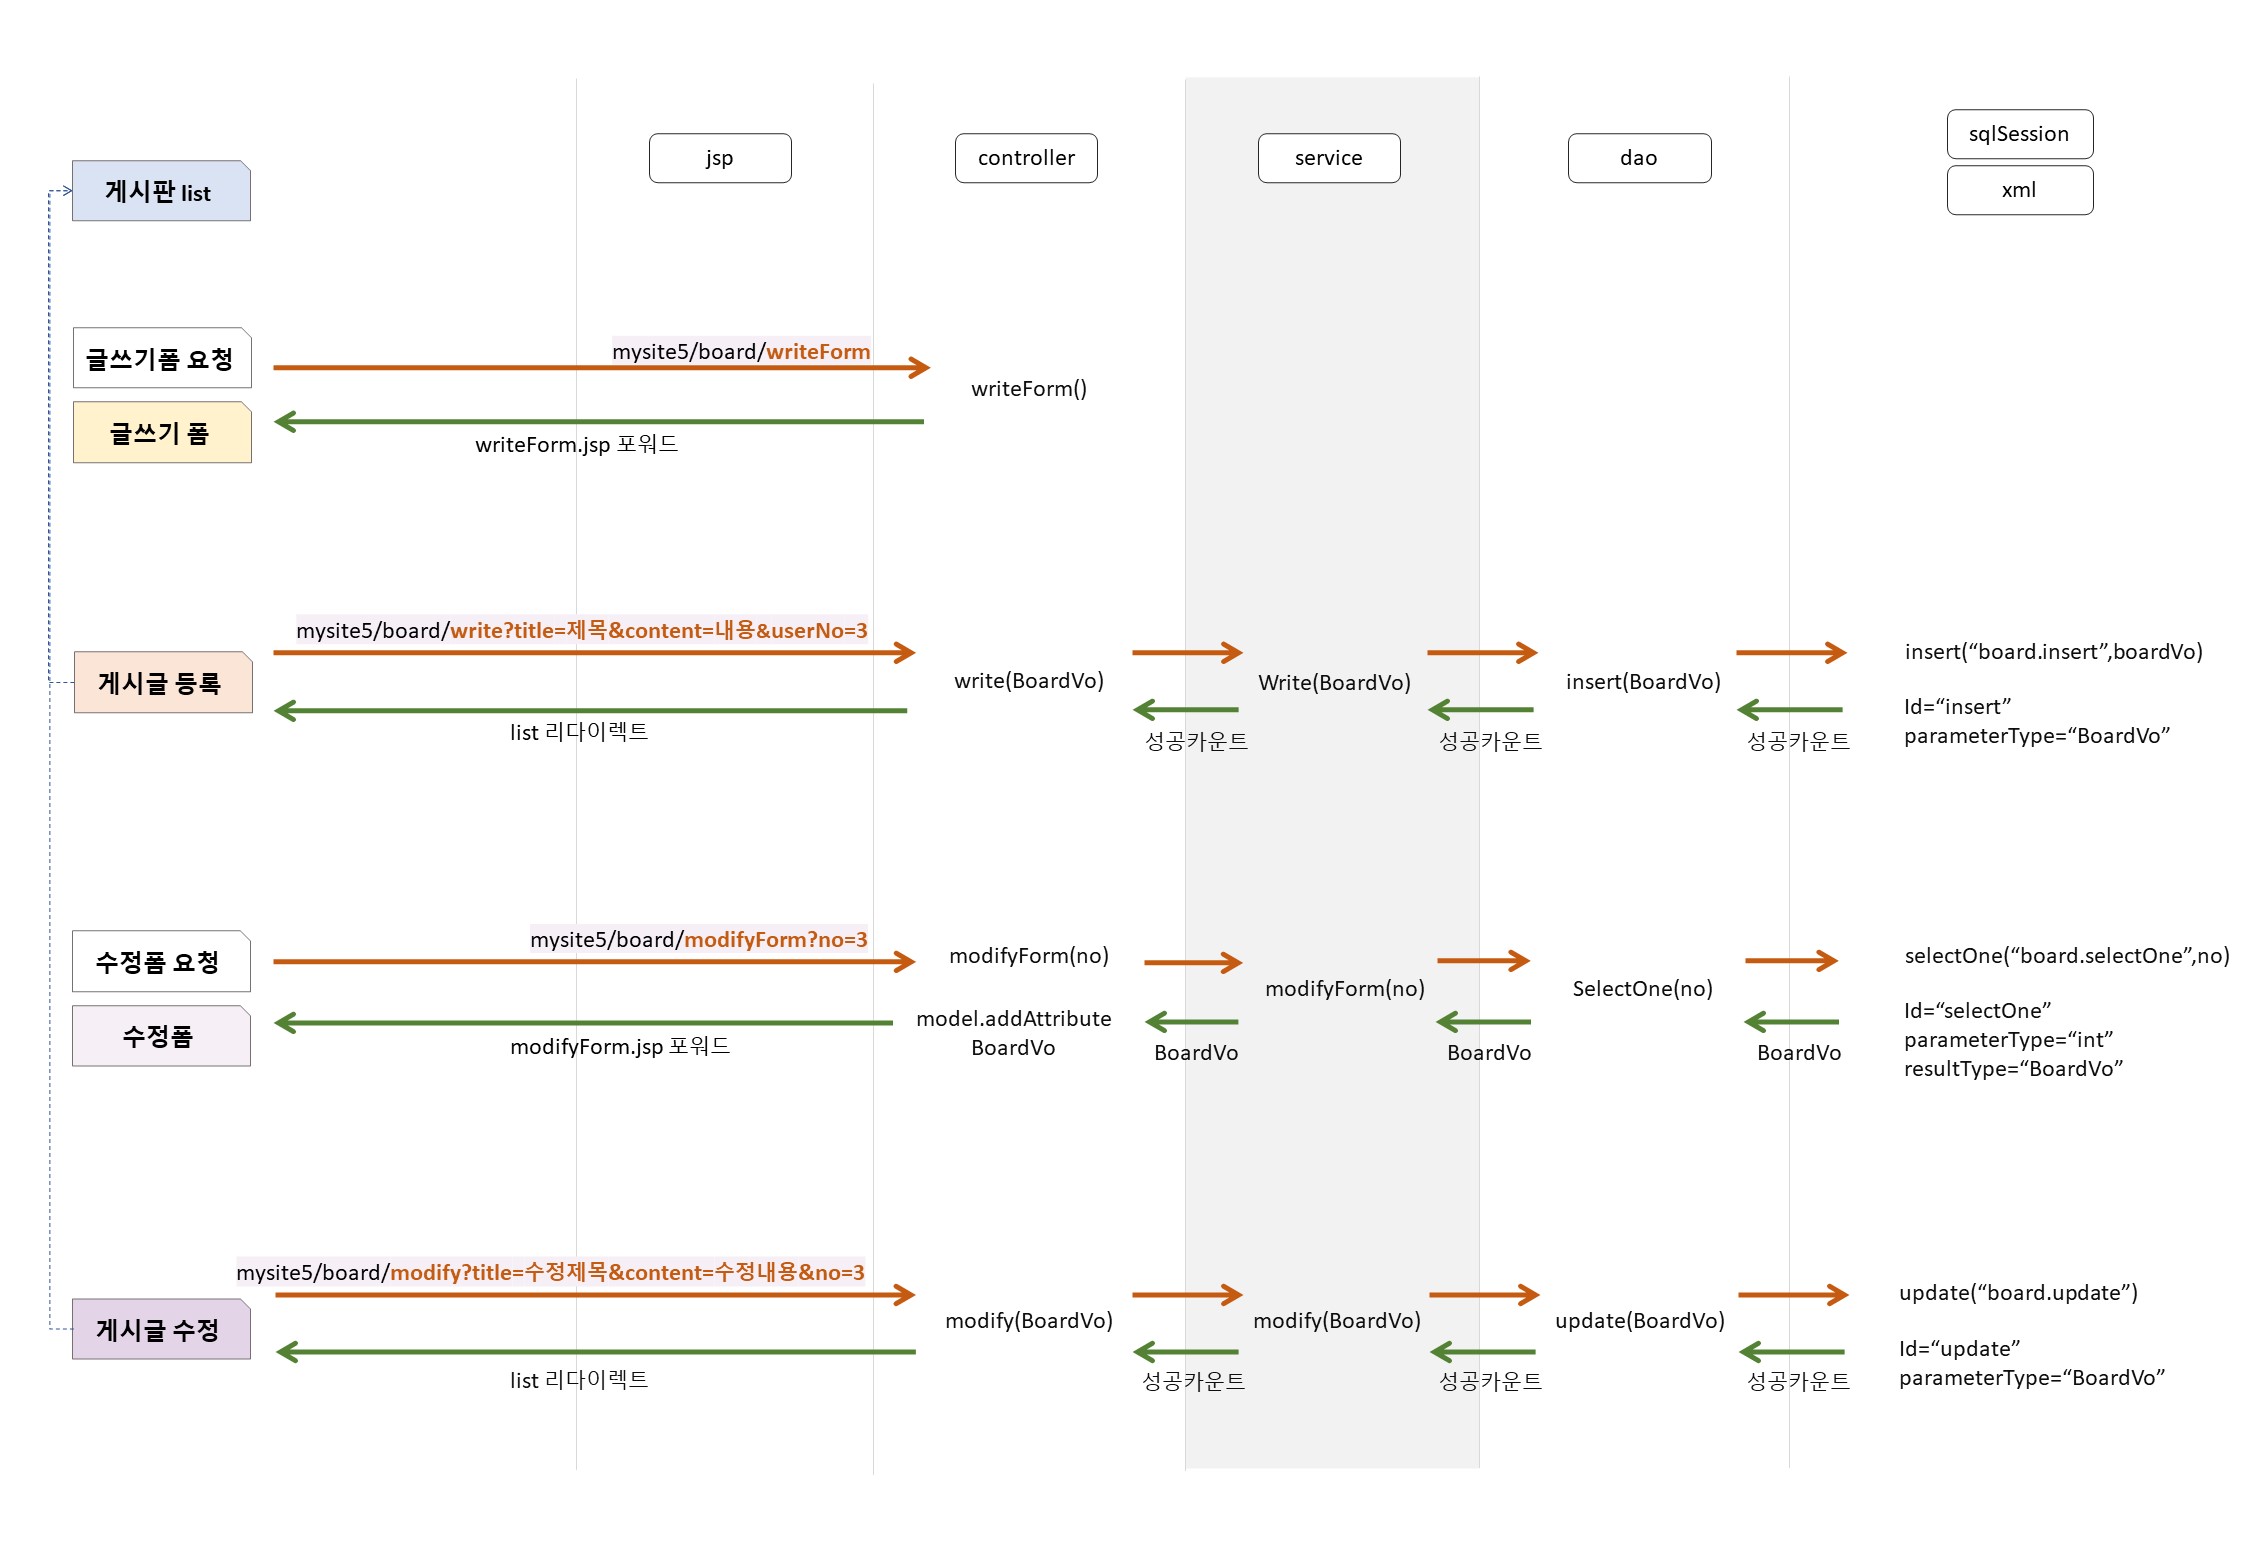 jsp
controller
service
dao
sqlSession
xml
게시판 list
글쓰기폼 요청
mysite5/board/writeForm
writeForm()
글쓰기 폼
writeForm.jsp 포워드
mysite5/board/write?title=제목&content=내용&userNo=3
게시글 등록
write(BoardVo)
Write(BoardVo)
insert(BoardVo)
insert(“board.insert”,boardVo)
Id=“insert”
parameterType=“BoardVo”
list 리다이렉트
성공카운트
성공카운트
성공카운트
mysite5/board/modifyForm?no=3
수정폼 요청
modifyForm(no)
modifyForm(no)
SelectOne(no)
selectOne(“board.selectOne”,no)
수정폼
modifyForm.jsp 포워드
model.addAttribute
BoardVo
BoardVo
BoardVo
BoardVo
Id=“selectOne”
parameterType=“int”
resultType=“BoardVo”
mysite5/board/modify?title=수정제목&content=수정내용&no=3
게시글 수정
modify(BoardVo)
modify(BoardVo)
update(BoardVo)
update(“board.update”)
Id=“update”
parameterType=“BoardVo”
list 리다이렉트
성공카운트
성공카운트
성공카운트